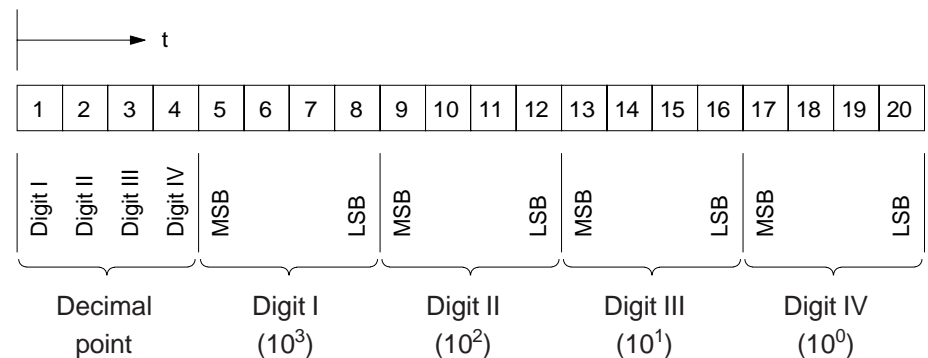 t
1 2 3 4 5 6 7 8 9 10 11 12 13 14 15 16 17 18 19 20
Digit I Digit II Digit III Digit IV MSB LSB MSB LSB MSB LSB MSB LSB
Decimal Digit I Digit II Digit III Digit IV
point (10³) (10²) (10¹) (10⁰)